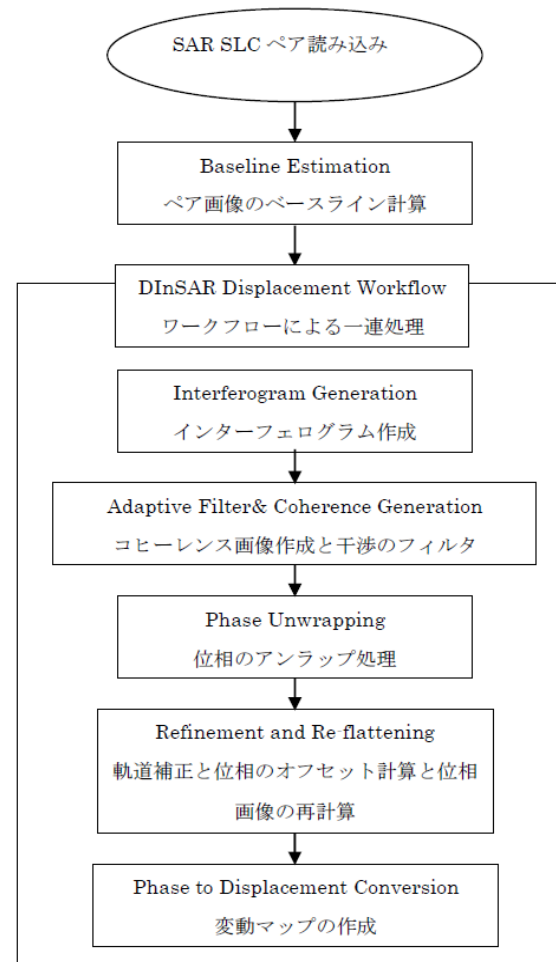 SAR SLC ペア読み込み
Baseline Estimation
ペア画像のベースライン計算
DInSAR Displacement Workflow
ワークフローによる一連処理
Interferogram Generation
インターフェログラム作成
Adaptive Filter& Coherence Generation
コヒーレンス画像作成と干渉のフィルタ
Phase Unwrapping
位相のアンラップ処理
Refinement and Re-flattening
軌道補正と位相のオフセット計算と位相
画像の再計算
Phase to Displacement Conversion
変動マップの作成